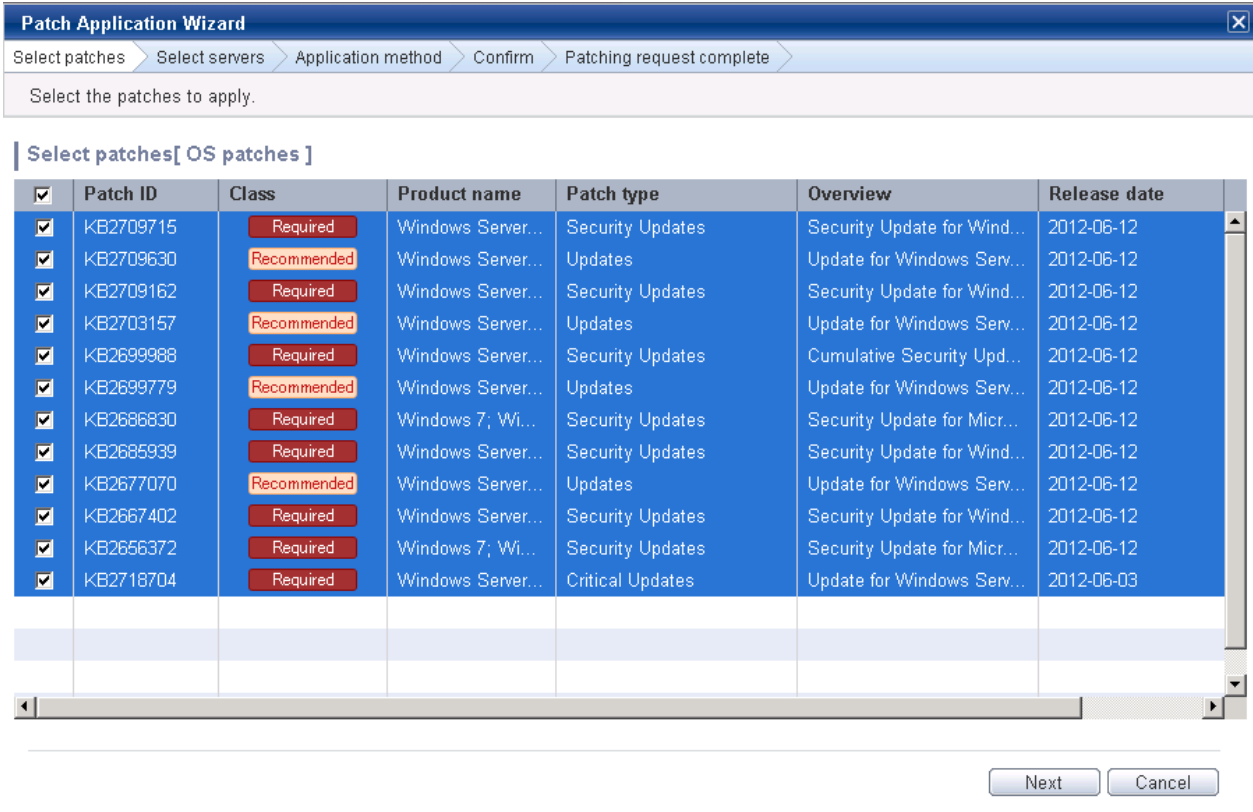 Patch Application Wizard
Select patches Select servers Application method Confirm Patching request complete
Select the patches to apply.
Select patches[ OS patches ]
Patch ID Class Product name Patch type Overview Release date
KB2709715 Required Windows Server... Security Updates Security Update for Wind... 2012-06-12
KB2709630 Recommended Windows Server... Updates Update for Windows Serv... 2012-06-12
KB2709162 Required Windows Server... Security Updates Security Update for Wind... 2012-06-12
KB2703157 Recommended Windows Server... Updates Update for Windows Serv... 2012-06-12
KB2699988 Required Windows Server... Security Updates Cumulative Security Upd... 2012-06-12
KB2699779 Recommended Windows Server... Updates Update for Windows Serv... 2012-06-12
KB2686830 Required Windows 7; Wi... Security Updates Security Update for Micr... 2012-06-12
KB2685939 Required Windows Server... Security Updates Security Update for Wind... 2012-06-12
KB2677070 Recommended Windows Server... Updates Update for Windows Serv... 2012-06-12
KB2667402 Required Windows Server... Security Updates Security Update for Wind... 2012-06-12
KB2656372 Required Windows 7; Wi... Security Updates Security Update for Micr... 2012-06-12
KB2718704 Required Windows Server... Critical Updates Update for Windows Serv... 2012-06-03
Next Cancel